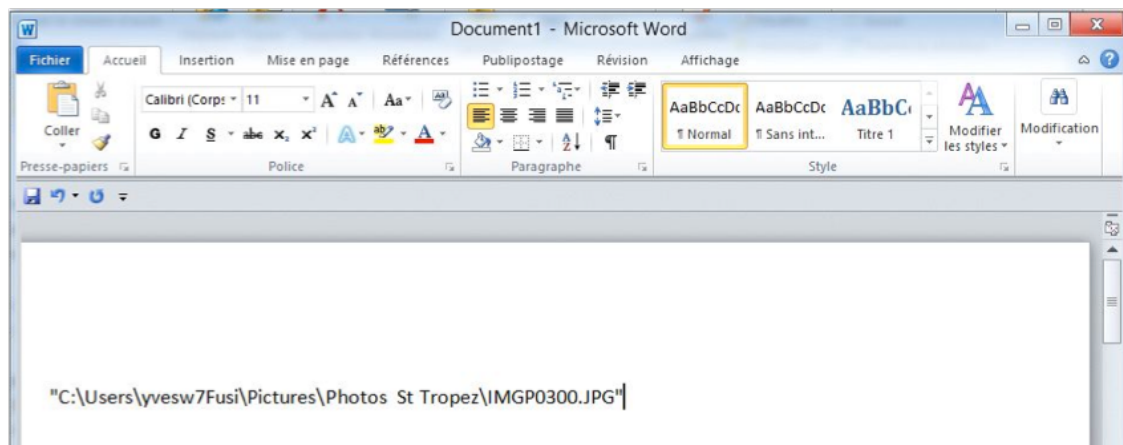 W
Document1 - Microsoft Word
X
Fichier Accueil Insertion Mise en page Références Publipostage Révision Affichage
?
Coller
Calibri (Corps 11 A A Aa
G I S abc x₂ x² A ab A
AaBbCcDc AaBbCcDc AaBbC
¶ Normal ¶ Sans int... Titre 1
Modifier les styles
Modification
Presse-papiers Police Paragraphe Style
"C:\Users\yvesw7Fusi\Pictures\Photos St Tropez\IMGP0300.JPG"